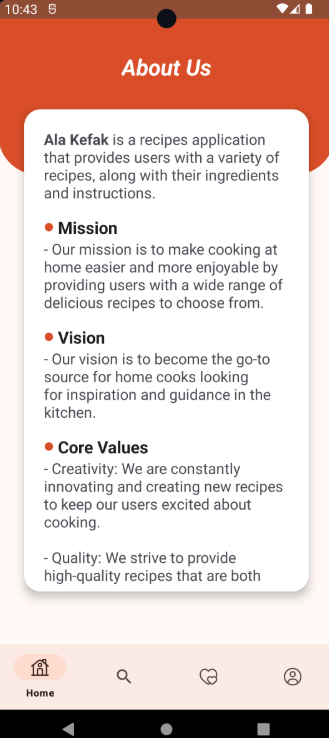 10:43
About Us
Ala Kefak is a recipes application
that provides users with a variety of
recipes, along with their ingredients
and instructions.
Mission
- Our mission is to make cooking at
home easier and more enjoyable by
providing users with a wide range of
delicious recipes to choose from.
Vision
- Our vision is to become the go-to
source for home cooks looking
for inspiration and guidance in the
kitchen.
Core Values
- Creativity: We are constantly
innovating and creating new recipes
to keep our users excited about
cooking.
- Quality: We strive to provide
high-quality recipes that are both
Home